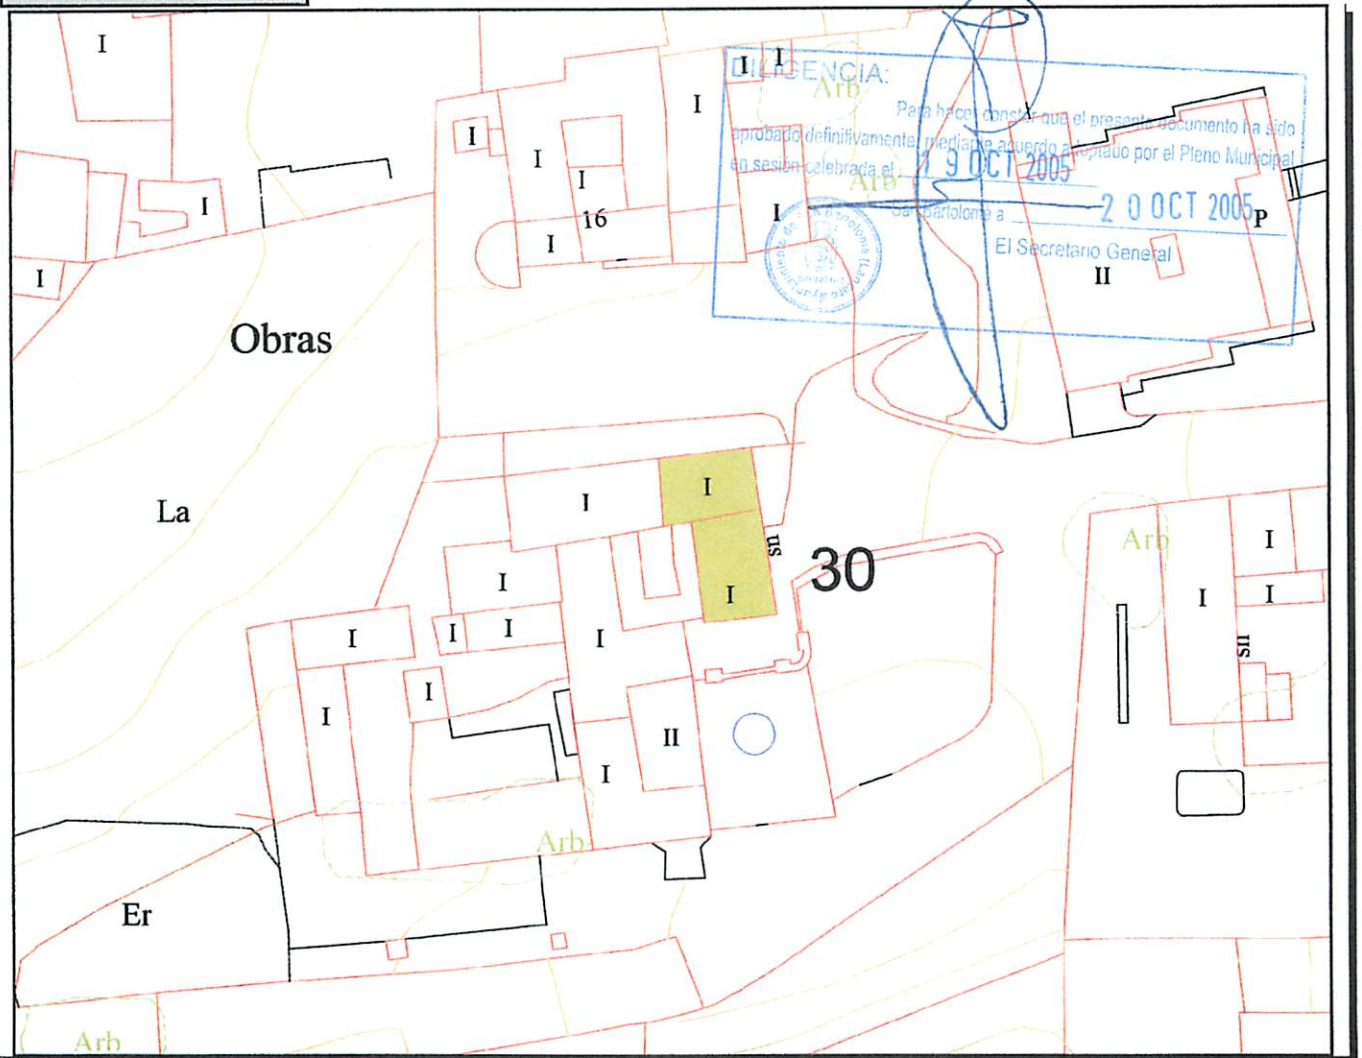 I
I
I
I
I
I
I
I
16
I
I
I
I
DILIGENCIA:
Para hacer constar que el presente documento ha sido
aprobado definitivamente, mediante acuerdo adoptado por el Pleno Municipal
en sesión celebrada el 19 OCT 2005
San Bartolomé a 20 OCT 2005
El Secretario General
Arb
Arb
II
P
Obras
La
I
I
sn
30
I
I
I
I
I
I
I
I
II
I
Arb
Arb
I
I
I
sn
Er
Arb